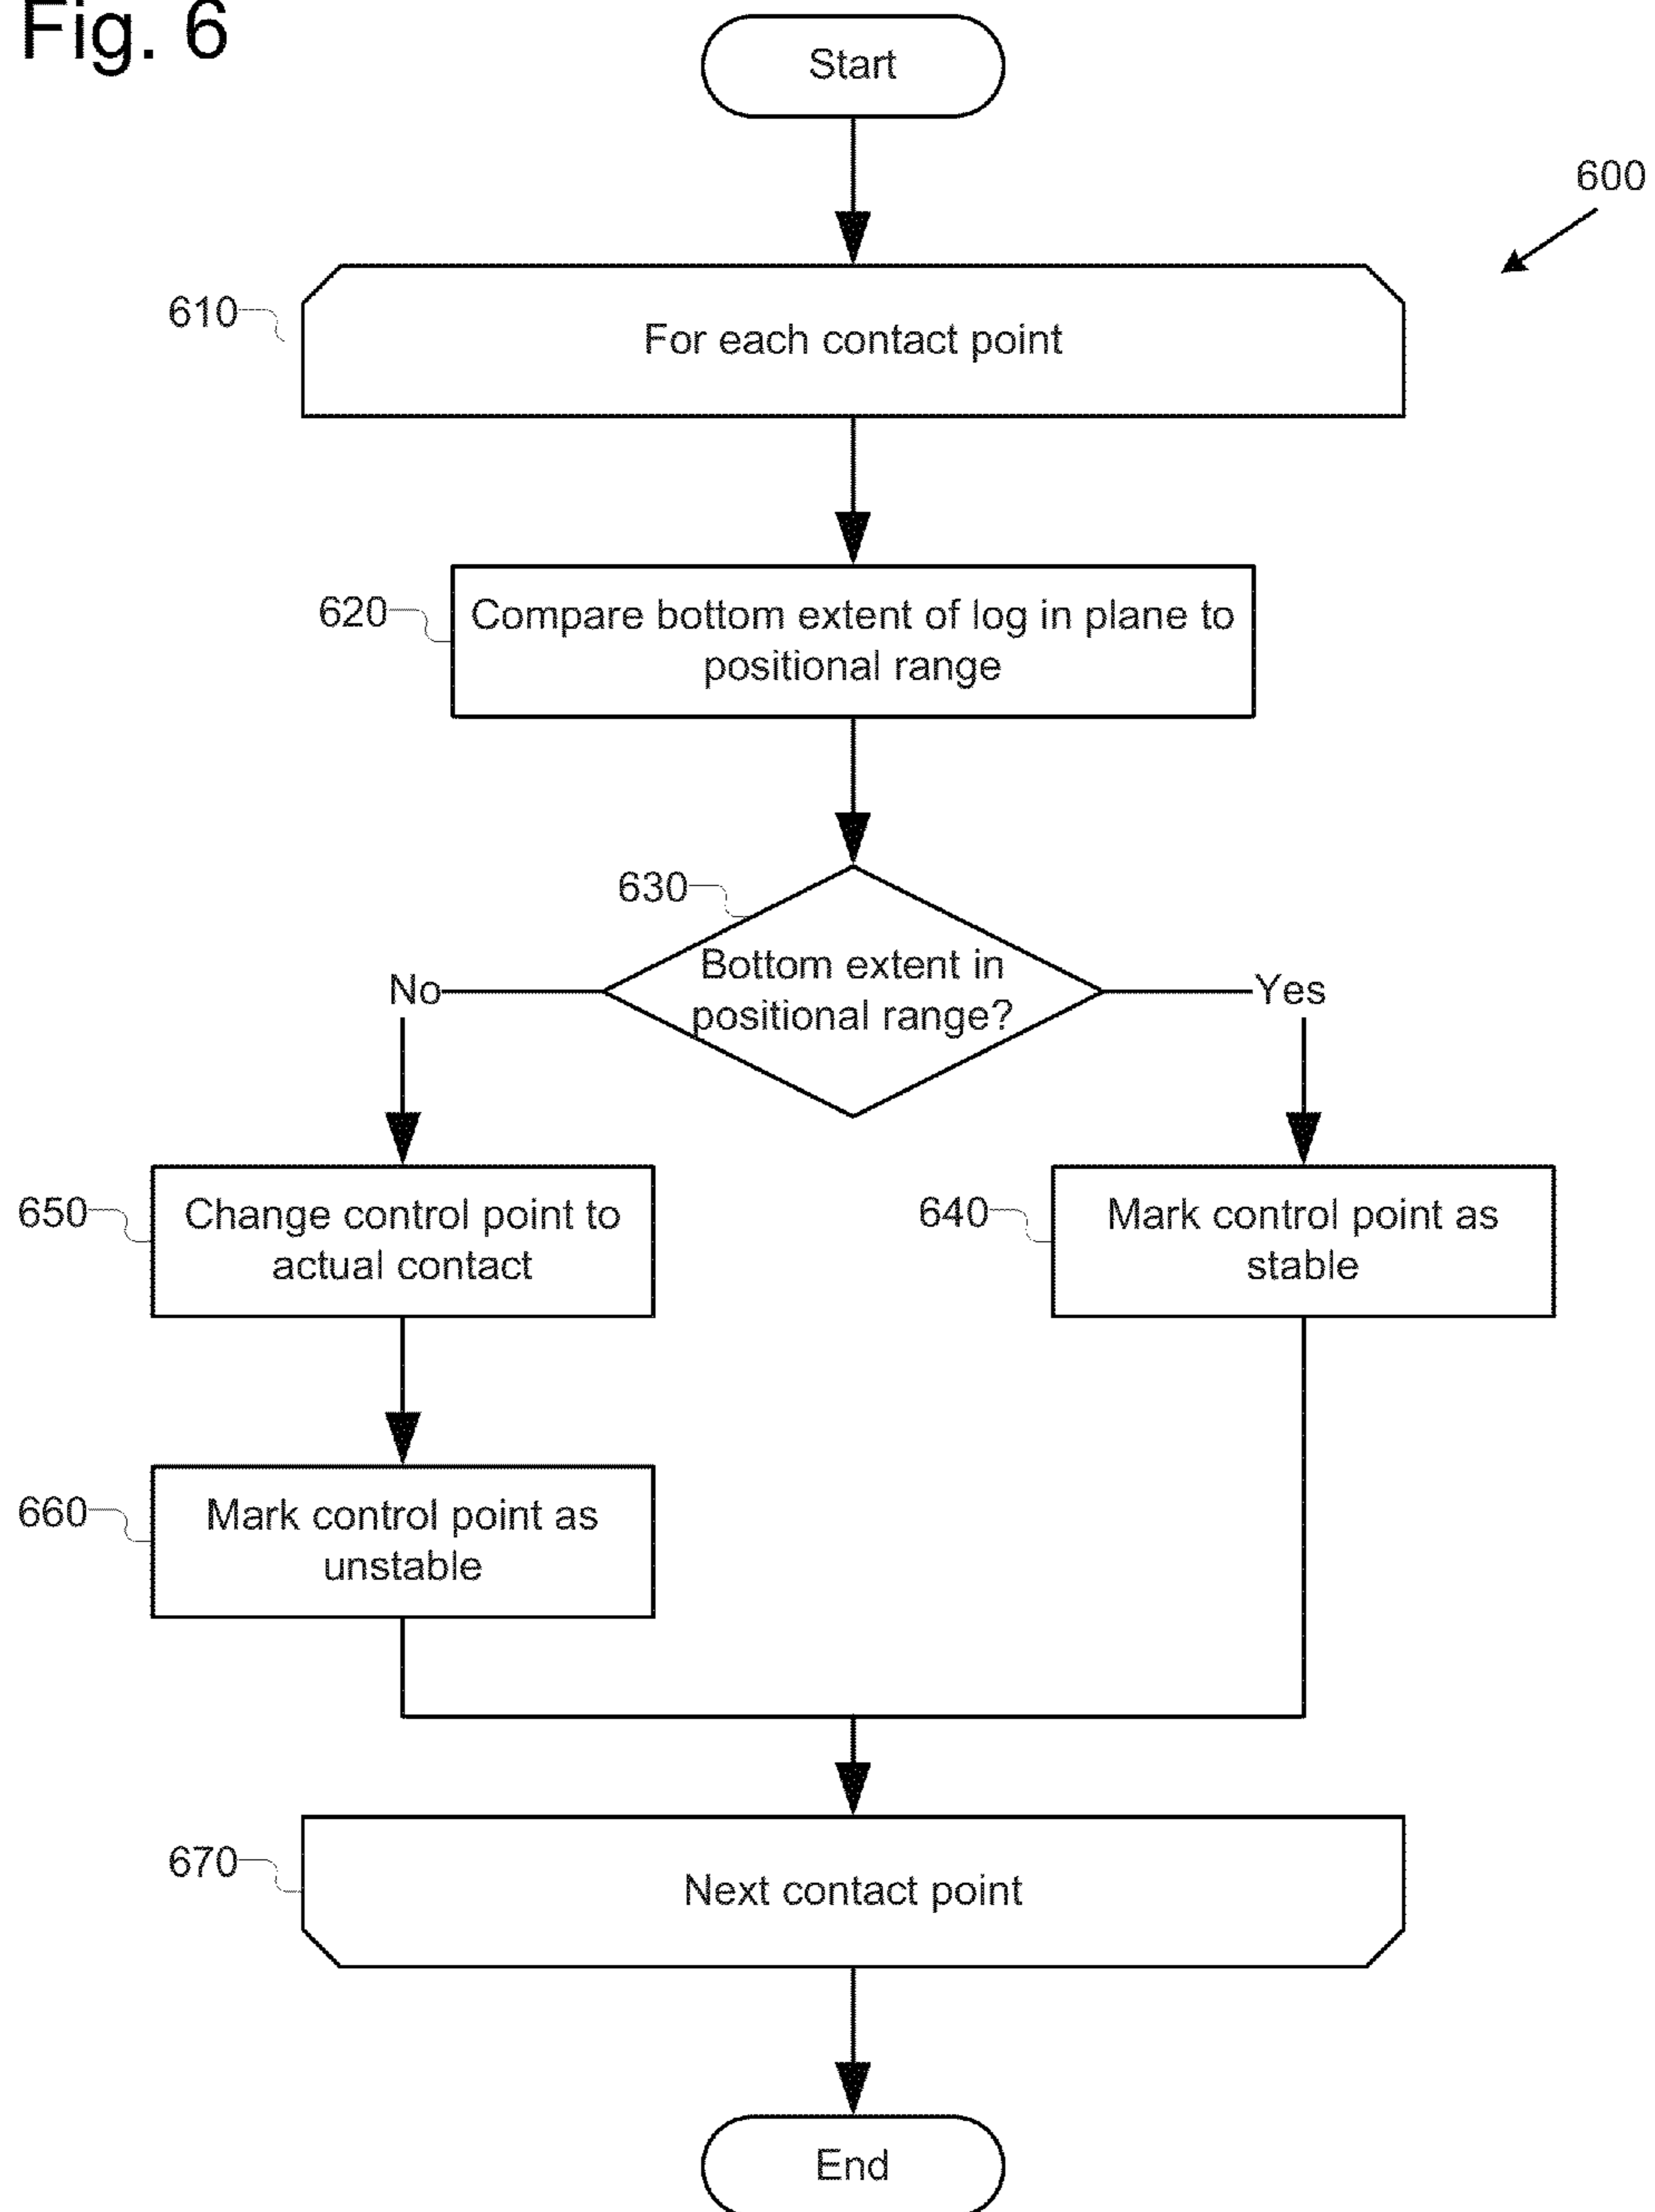 Fig. 6
Start
600
610
For each contact point
620
Compare bottom extent of log in plane to
positional range
630
Bottom extent in
positional range?
No
Yes
650
Change control point to
actual contact
640
Mark control point as
stable
660
Mark control point as
unstable
670
Next contact point
End